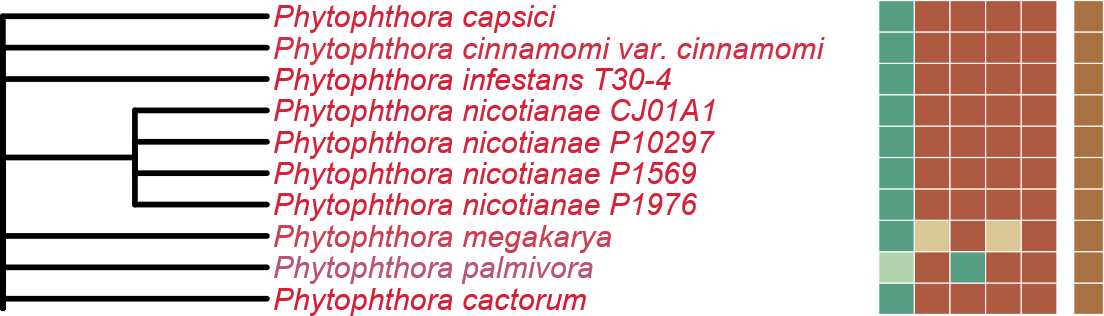 Phytophthora capsici
Phytophthora cinnamomi var. cinnamomi
Phytophthora infestans T30-4
Phytophthora nicotianae CJ01A1
Phytophthora nicotianae P10297
Phytophthora nicotianae P1569
Phytophthora nicotianae P1976
Phytophthora megakarya
Phytophthora palmivora
Phytophthora cactorum